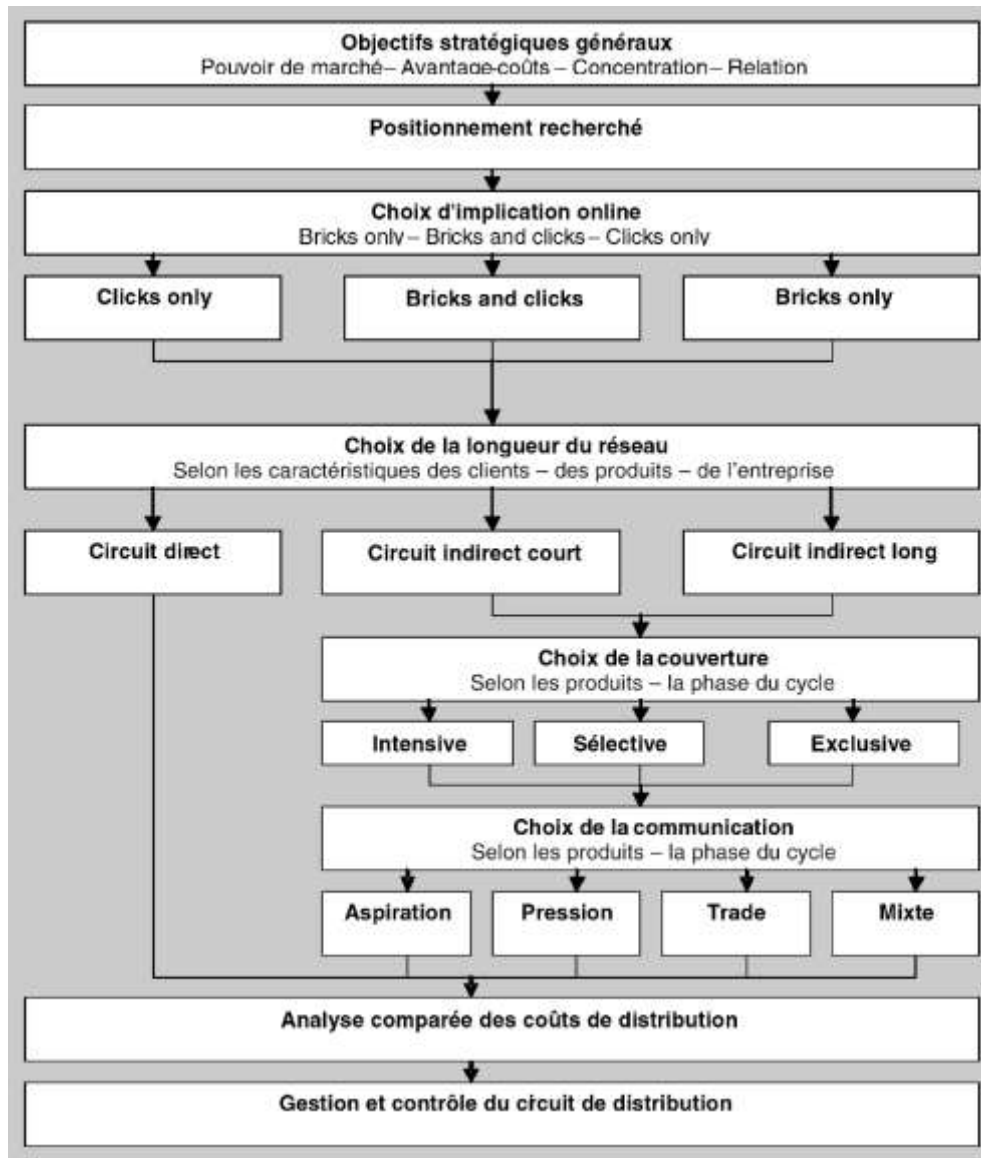 Objectifs stratégiques généraux
Pouvoir de marché – Avantage-coûts – Concentration – Relation
Positionnement recherché
Choix d'implication online
Bricks only – Bricks and clicks – Clicks only
Clicks only
Bricks and clicks
Bricks only
Choix de la longueur du réseau
Selon les caractéristiques des clients – des produits – de l'entreprise
Circuit direct
Circuit indirect court
Circuit indirect long
Choix de la couverture
Selon les produits – la phase du cycle
Intensive
Sélective
Exclusive
Choix de la communication
Selon les produits – la phase du cycle
Aspiration
Pression
Trade
Mixte
Analyse comparée des coûts de distribution
Gestion et contrôle du circuit de distribution